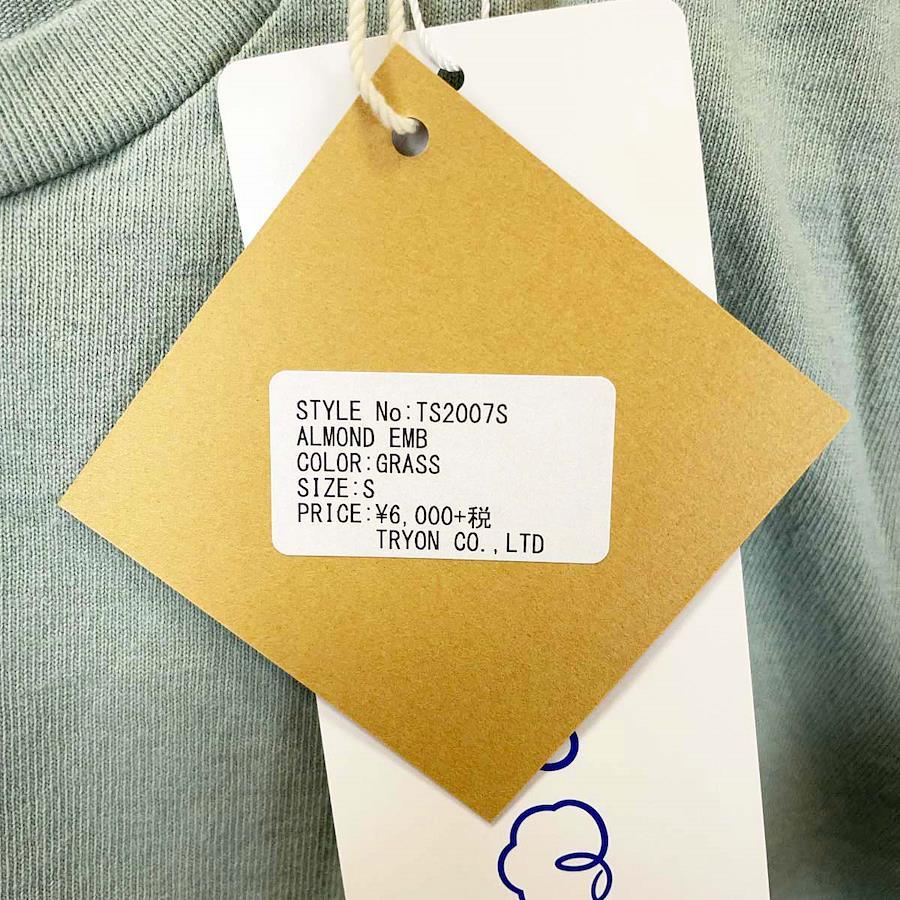 STYLE No:TS2007S
ALMOND EMB
COLOR:GRASS
SIZE:S
PRICE:¥6,000+税
TRYON CO.,LTD